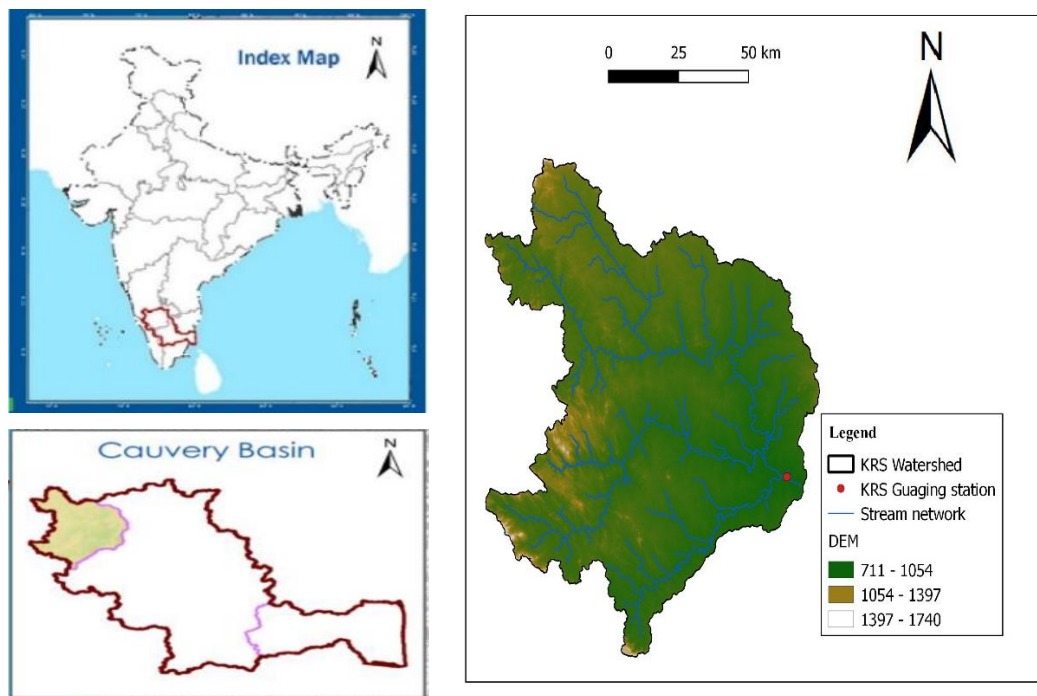 Index Map
N
Cauvery Basin
N
0 25 50 km
N
Legend
KRS Watershed
KRS Guaging station
Stream network
DEM
711 - 1054
1054 - 1397
1397 - 1740